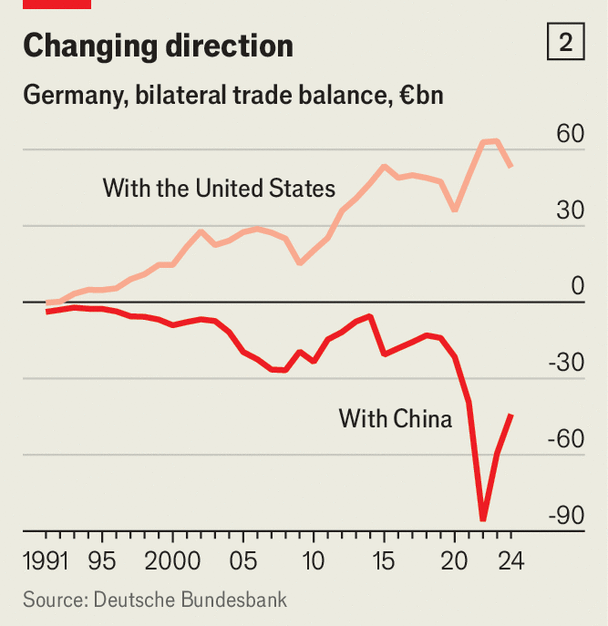 Changing direction
2
Germany, bilateral trade balance, €bn
60
With the United States
30
0
-30
With China
-60
-90
1991 95 2000 05 10 15 20 24
Source: Deutsche Bundesbank